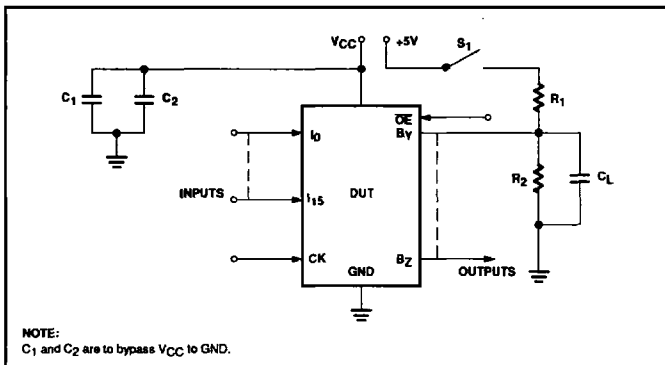 VCC +5V S1
C1 C2 R1
OE
I0 BY
INPUTS DUT R2 CL
I15
CK GND BZ OUTPUTS
NOTE:
C1 and C2 are to bypass VCC to GND.